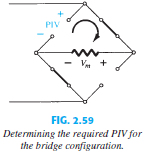 +
PIV
−
− Vm +
FIG. 2.59
Determining the required PIV for
the bridge configuration.